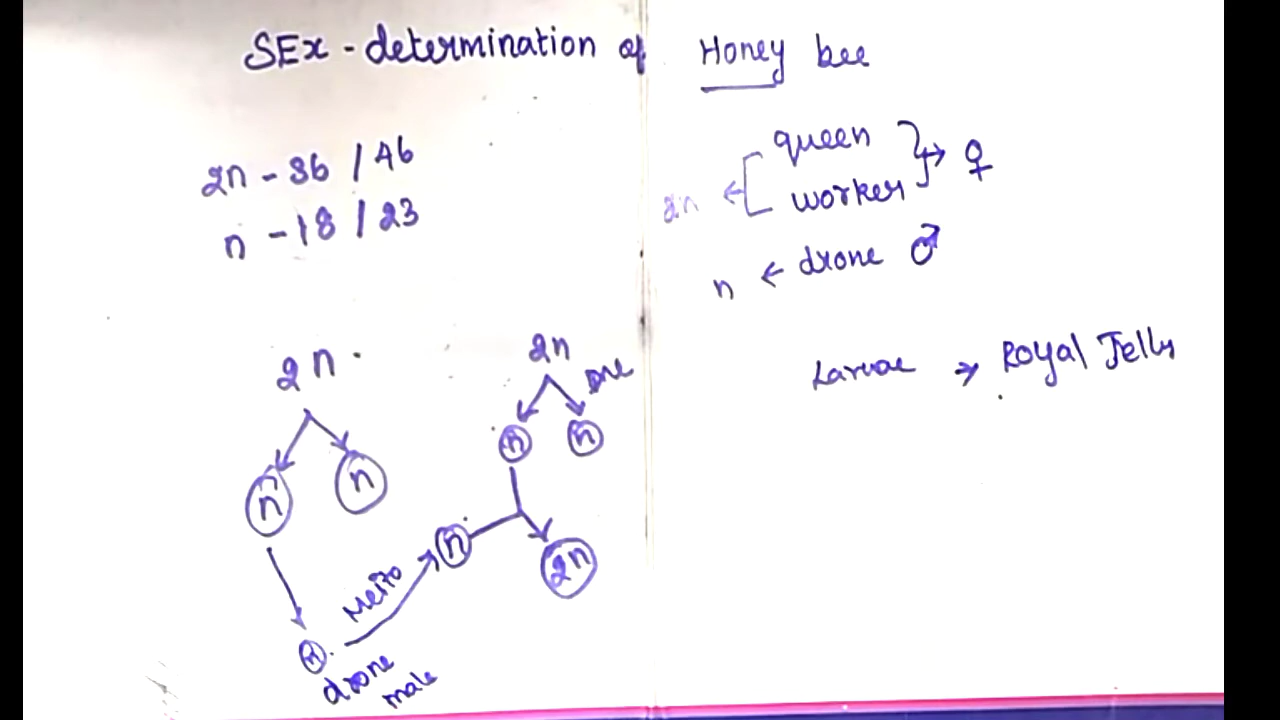 SEx - determination of Honey bee
2n - 36 / 46
n - 18 / 23
queen
2n ← worker → ♀
n ← drone ♂
Larvae → Royal Jelly
2n
n n
n
drone
male
2n
n n
n
2n